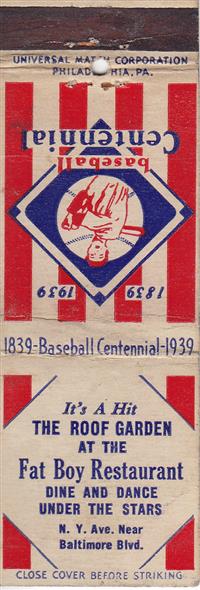 UNIVERSAL MATCH CORPORATION
PHILADELPHIA, PA.
baseball
Centennial
1839 1939
1839-Baseball Centennial-1939
It's A Hit
THE ROOF GARDEN
AT THE
Fat Boy Restaurant
DINE AND DANCE
UNDER THE STARS
N. Y. Ave. Near
Baltimore Blvd.
CLOSE COVER BEFORE STRIKING